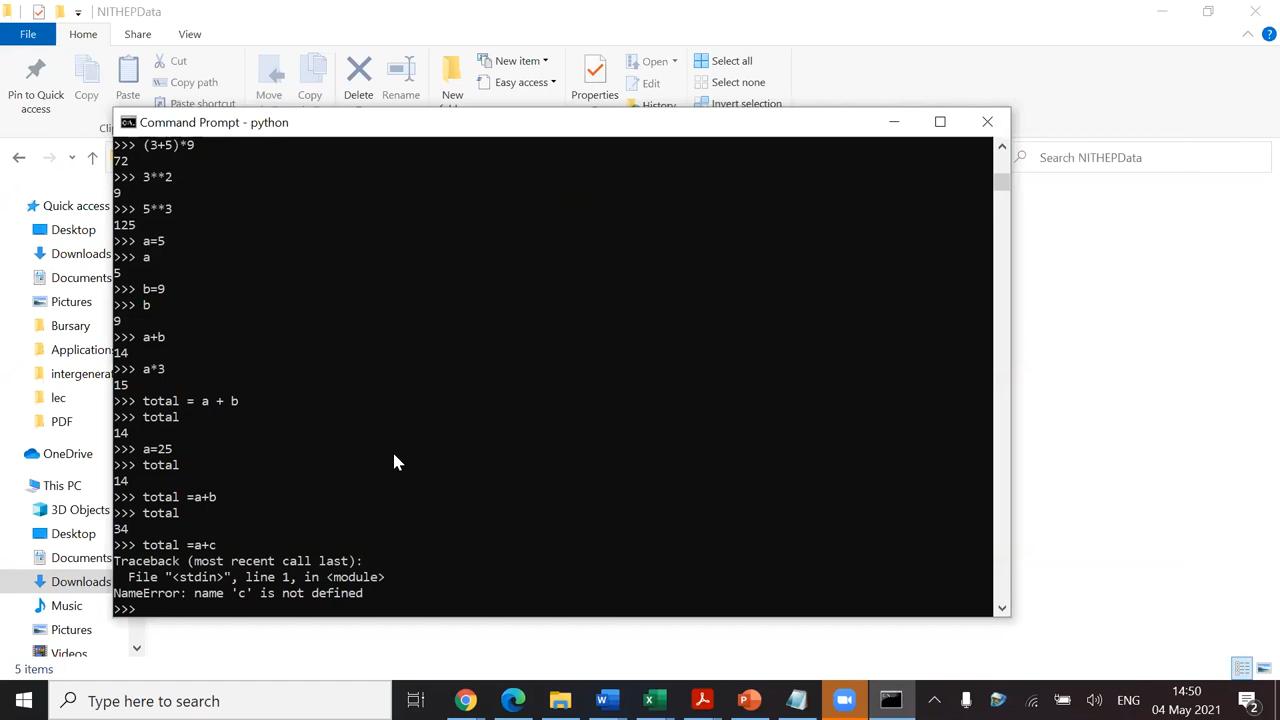 NITHEPData
File
Home
Share
View
Pin to Quick
access
Copy
Paste
Cut
Copy path
Paste shortcut
Move
Copy
Delete
Rename
New
New item
Easy access
Properties
Open
Edit
History
Select all
Select none
Invert selection
Command Prompt - python
Search NITHEPData
>>> (3+5)*9
72
>>> 3**2
9
>>> 5**3
125
>>> a=5
>>> a
5
>>> b=9
>>> b
9
>>> a+b
14
>>> a*3
15
>>> total = a + b
>>> total
14
>>> a=25
>>> total
14
>>> total =a+b
>>> total
34
>>> total =a+c
Traceback (most recent call last):
  File "<stdin>", line 1, in <module>
NameError: name 'c' is not defined
>>>
Quick access
Desktop
Downloads
Documents
Pictures
Bursary
Application
intergenerat
lec
PDF
OneDrive
This PC
3D Objects
Desktop
Documents
Downloads
Music
Pictures
Videos
5 items
Type here to search
ENG
14:50
04 May 2021
2